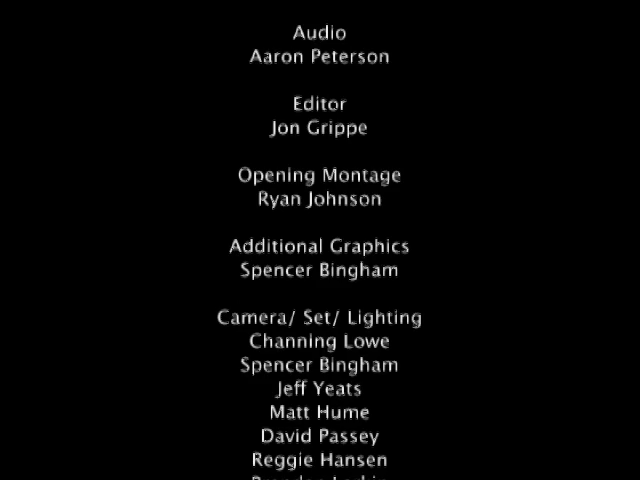 Audio
Aaron Peterson
Editor
Jon Grippe
Opening Montage
Ryan Johnson
Additional Graphics
Spencer Bingham
Camera/ Set/ Lighting
Channing Lowe
Spencer Bingham
Jeff Yeats
Matt Hume
David Passey
Reggie Hansen